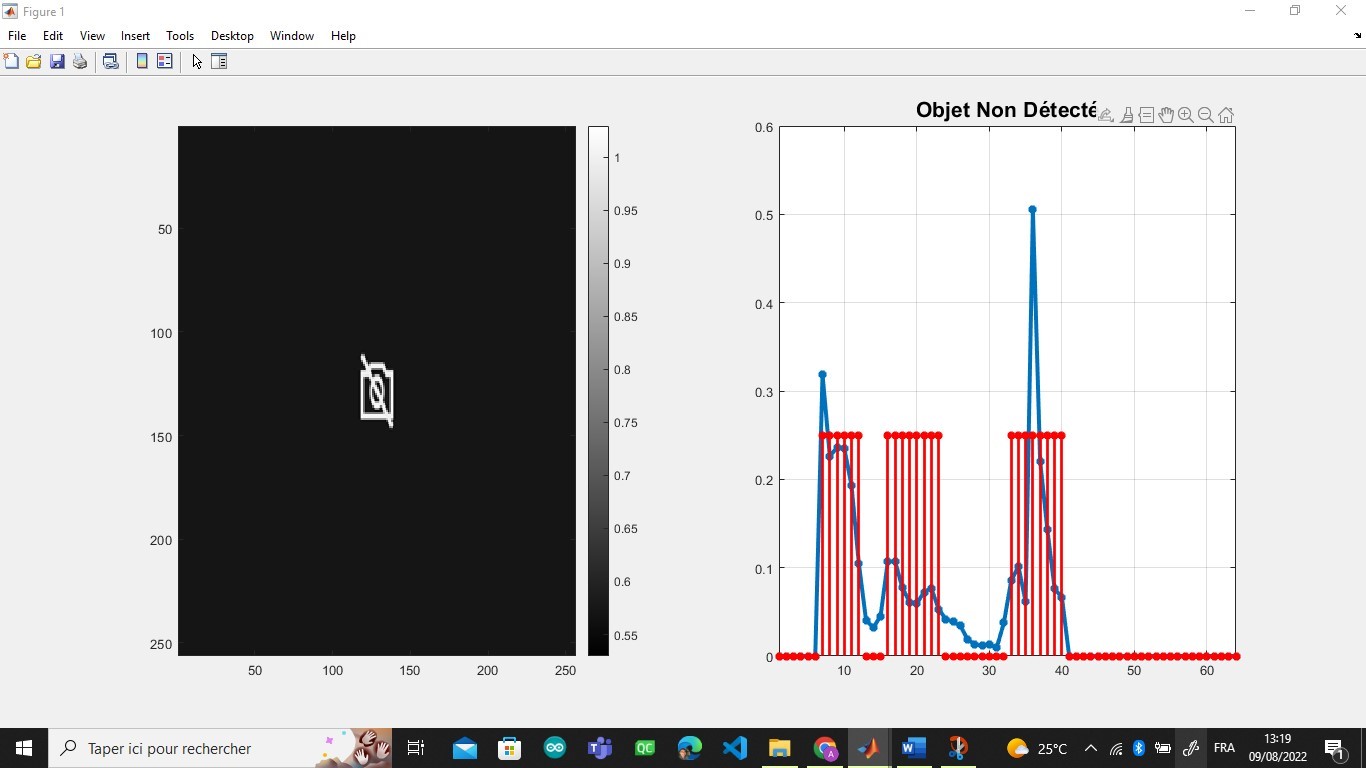 Figure 1
File Edit View Insert Tools Desktop Window Help
Objet Non Détecté
50
100
150
200
250
50 100 150 200 250
1
0.95
0.9
0.85
0.8
0.75
0.7
0.65
0.6
0.55
0.6
0.5
0.4
0.3
0.2
0.1
0
10 20 30 40 50 60
Taper ici pour rechercher
QC
A
W
25°C
FRA
13:19
09/08/2022
1